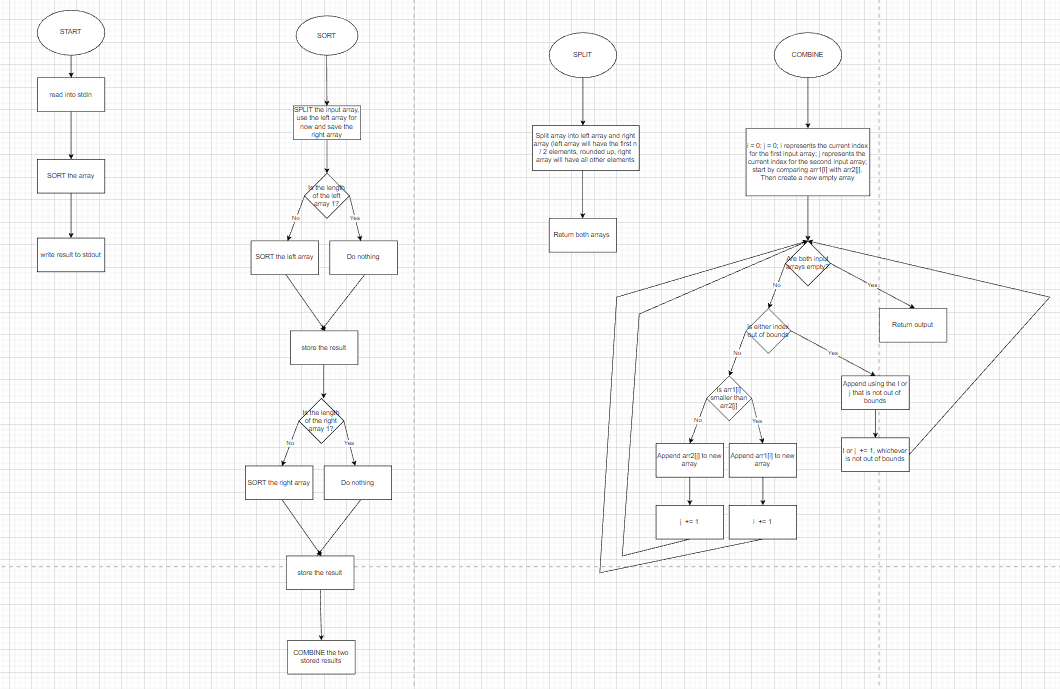 START
read into stdin
SORT the array
write result to stdout
SORT
SPLIT the input array,
use the left array for
now and save the
right array
Is the length
of the left
array 1?
No
Yes
SORT the left array
Do nothing
store the result
Is the length
of the right
array 1?
No
Yes
SORT the right array
Do nothing
store the result
COMBINE the two
stored results
SPLIT
Split array into left array and right
array (left array will have the first n
/ 2 elements, rounded up, right
array will have all other elements
Return both arrays
COMBINE
i = 0; j = 0; i represents the current index
for the first input array; j represents the
current index for the second input array;
start by comparing arr1[i] with arr2[j].
Then create a new empty array
Are both input
arrays empty?
No
Yes
Return output
Is either index
out of bounds
No
Yes
Is arr1[i]
smaller than
arr2[j]
No
Yes
Append arr2[j] to new
array
Append arr1[i] to new
array
j += 1
i += 1
Append using the I or
j that is not out of
bounds
I or j += 1, whichever
is not out of bounds